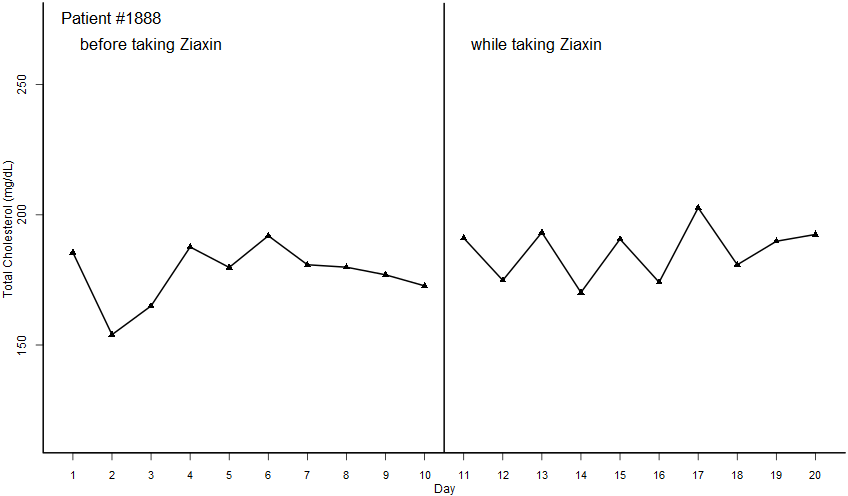 Patient #1888
before taking Ziaxin
while taking Ziaxin
Total Cholesterol (mg/dL)
250
200
150
1 2 3 4 5 6 7 8 9 10 11 12 13 14 15 16 17 18 19 20
Day